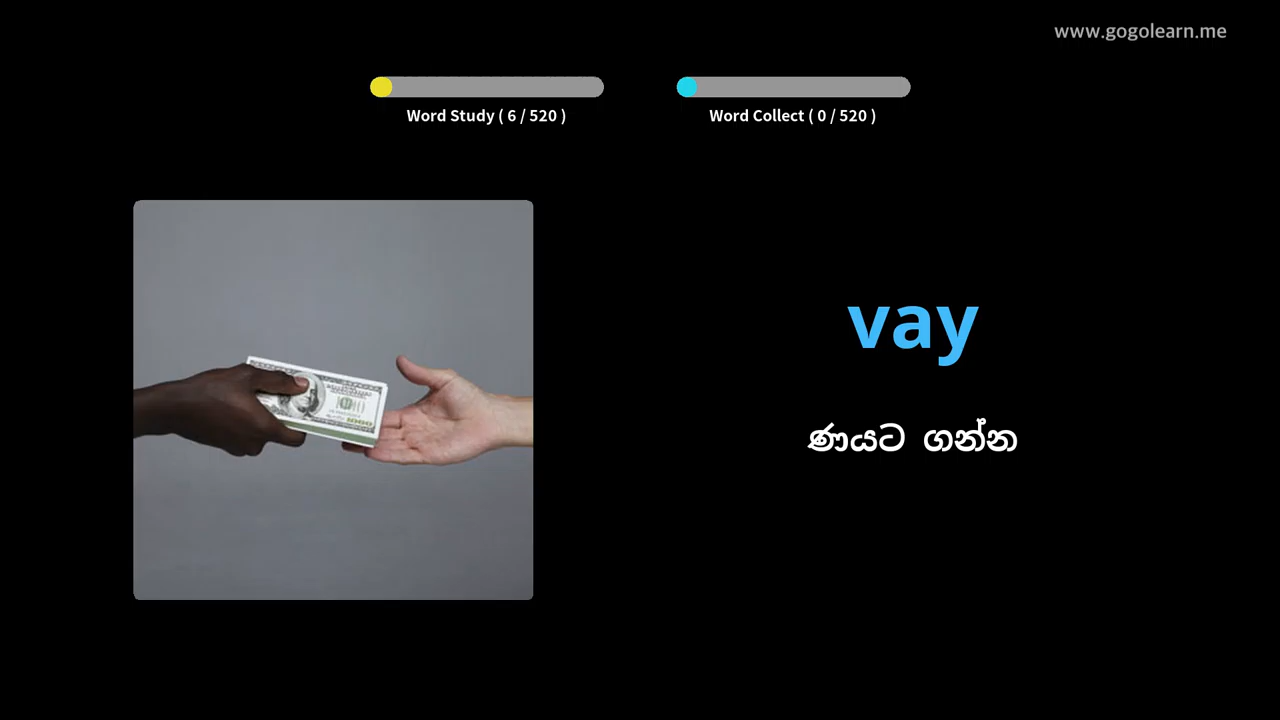 www.gogolearn.me
Word Study ( 6 / 520 )
Word Collect ( 0 / 520 )
vay
ණයට ගන්න